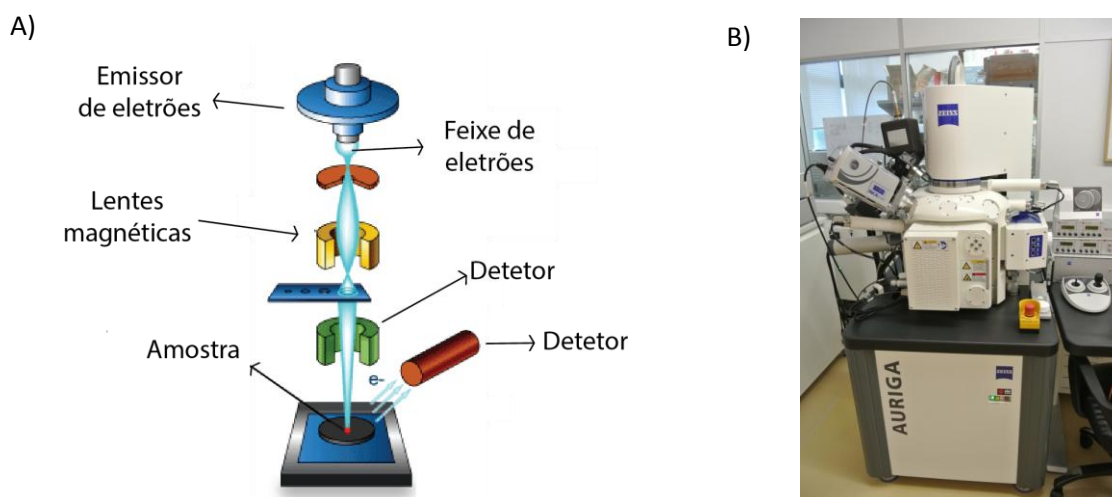 A)
B)
Emissor
de eletrões
Feixe de
eletrões
Lentes
magnéticas
Detetor
Detetor
Amostra
e-
ZEISS
AURIGA
ZEISS